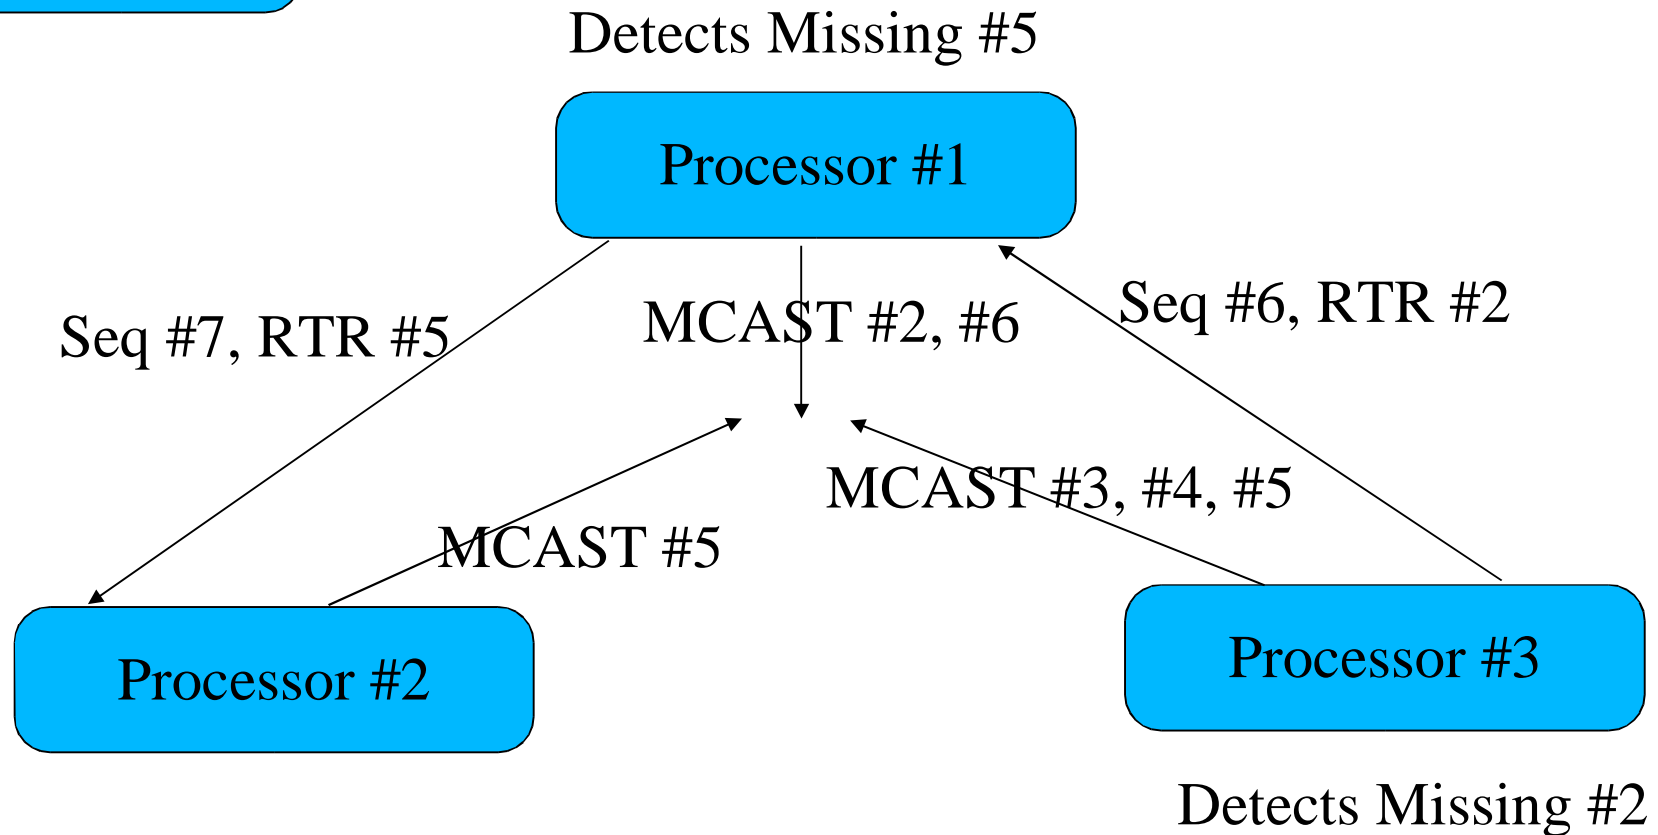 Detects Missing #5
Processor #1
Seq #6, RTR #2
MCAST #2, #6
Seq #7, RTR #5
MCAST #3, #4, #5
MCAST #5
Processor #3
Processor #2
Detects Missing #2